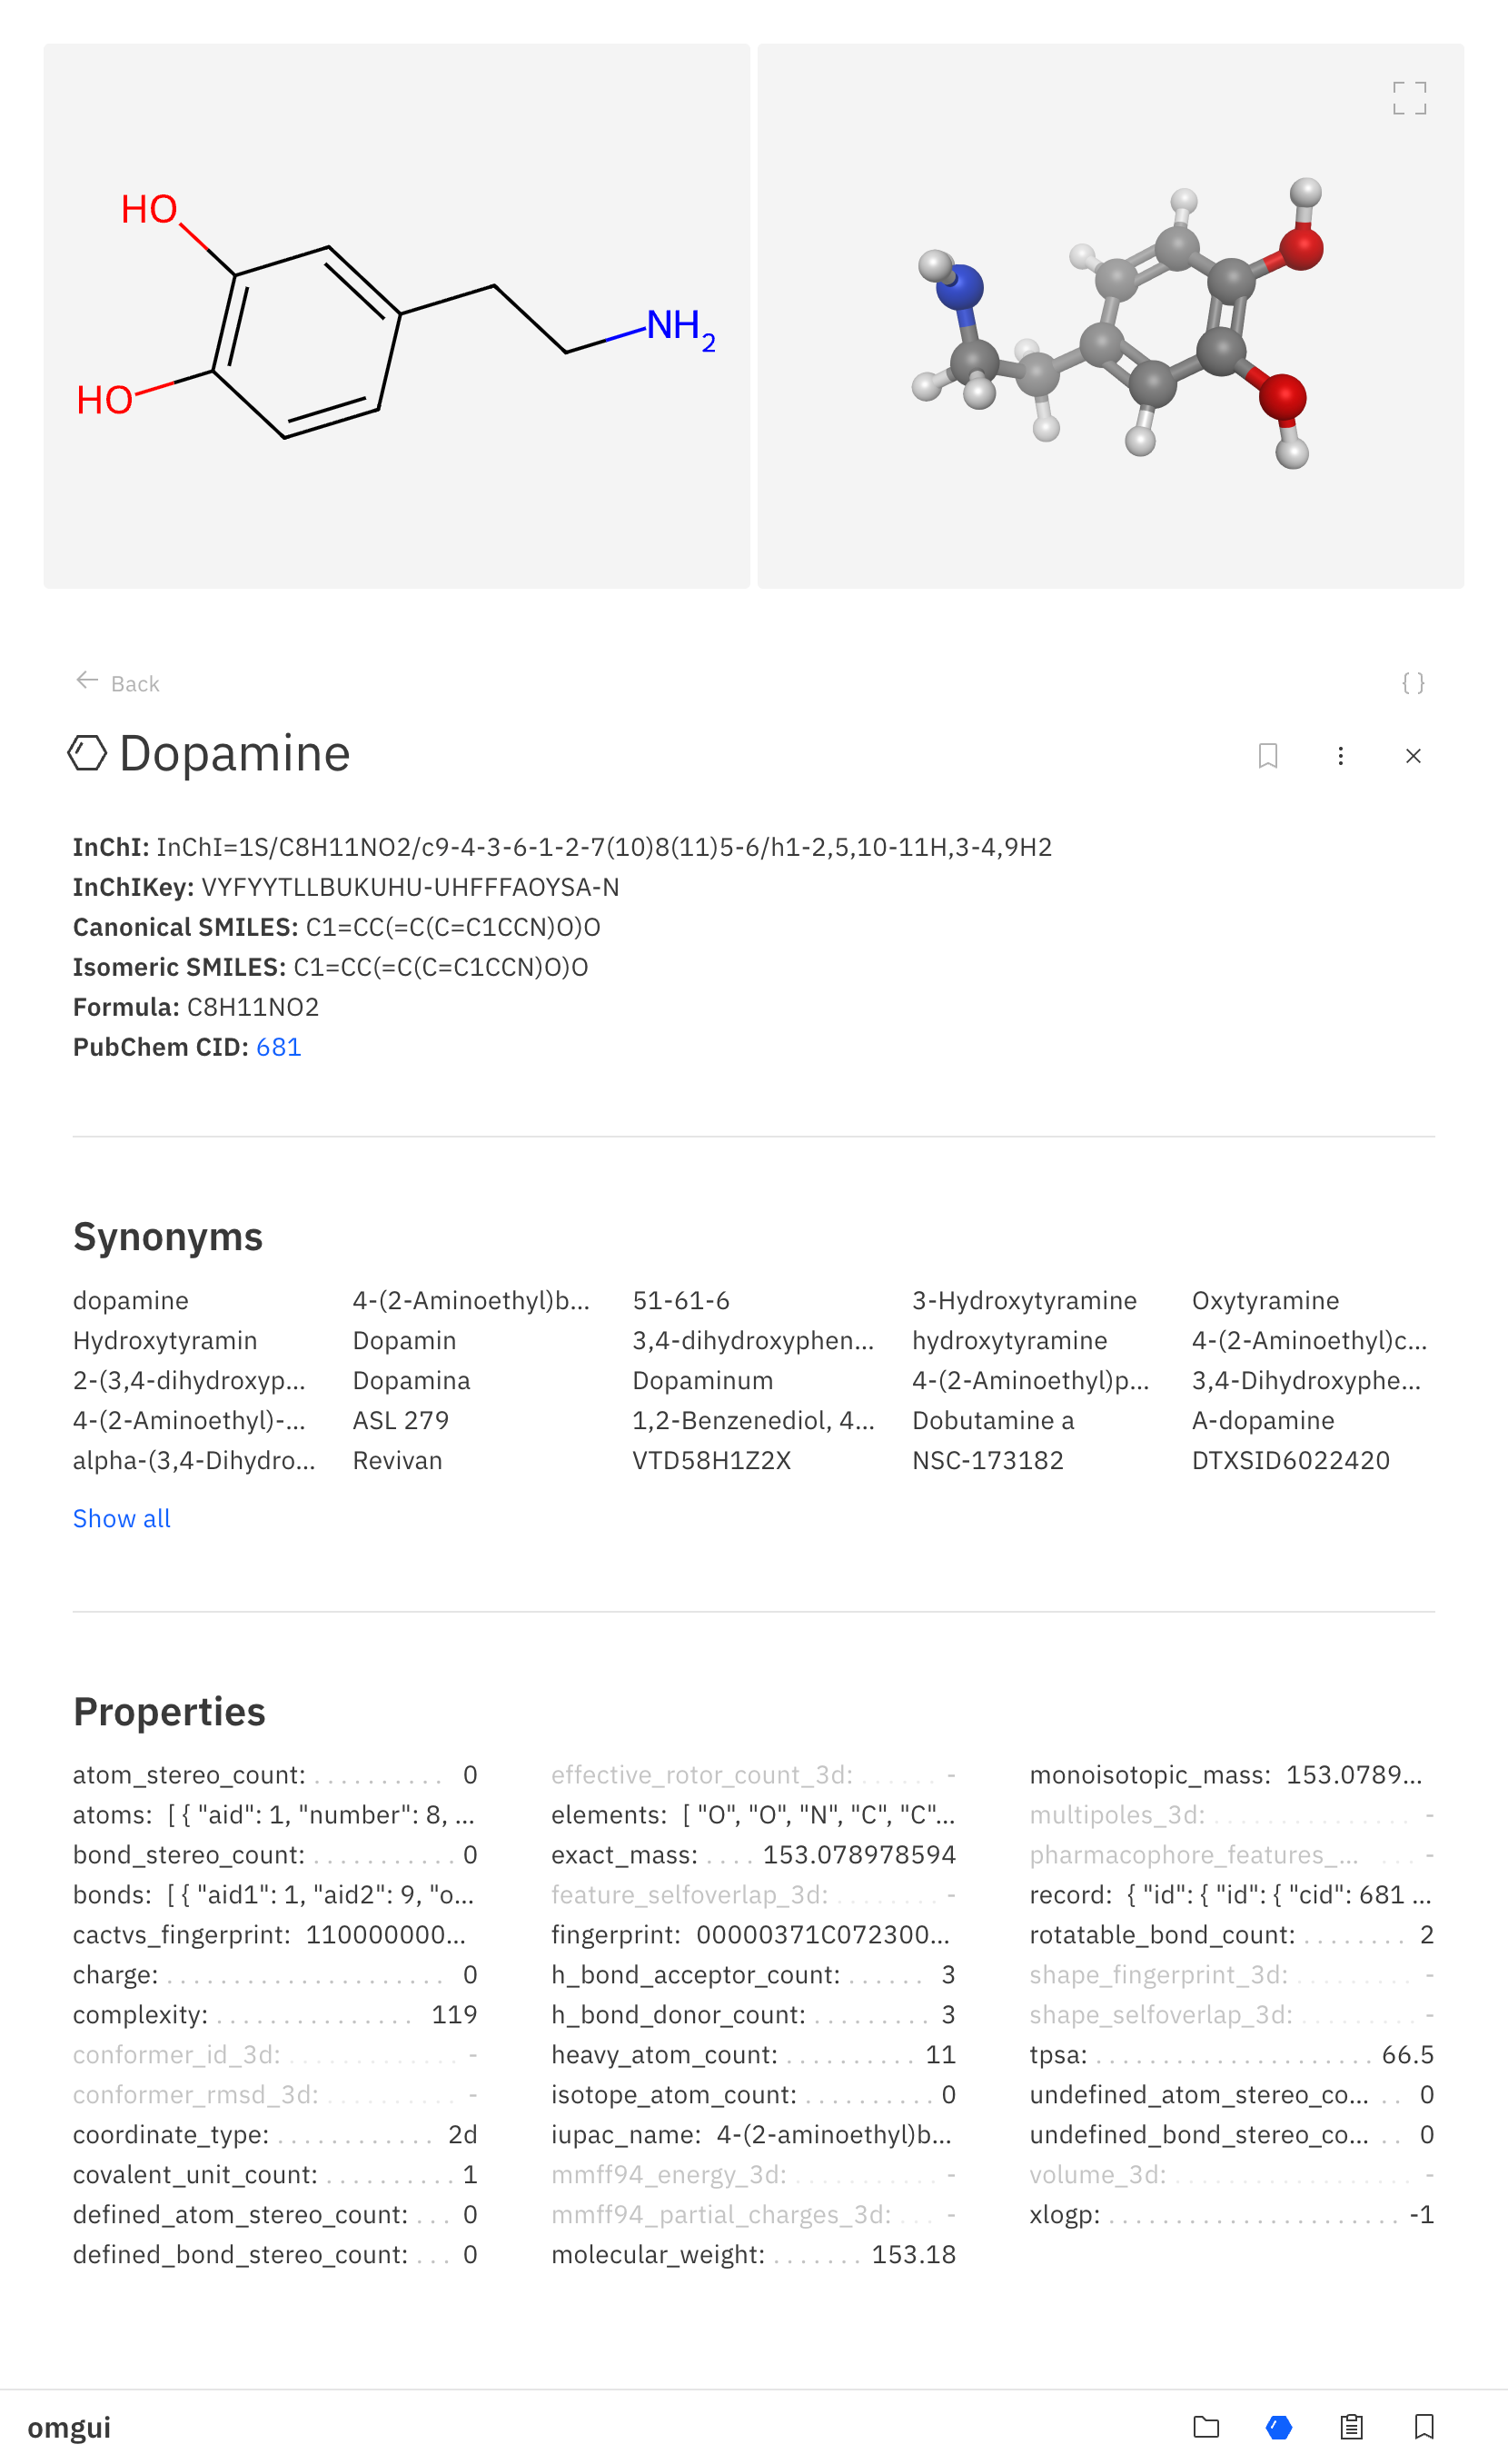 HO
NH2
HO
Back
{ }
Dopamine
InChI: InChI=1S/C8H11NO2/c9-4-3-6-1-2-7(10)8(11)5-6/h1-2,5,10-11H,3-4,9H2
InChIKey: VYFYYTLLBUKUHU-UHFFFAOYSA-N
Canonical SMILES: C1=CC(=C(C=C1CCN)O)O
Isomeric SMILES: C1=CC(=C(C=C1CCN)O)O
Formula: C8H11NO2
PubChem CID: 681
Synonyms
dopamine 4-(2-Aminoethyl)b... 51-61-6 3-Hydroxytyramine Oxytyramine
Hydroxytyramin Dopamin 3,4-dihydroxyphen... hydroxytyramine 4-(2-Aminoethyl)c...
2-(3,4-dihydroxyp... Dopamina Dopaminum 4-(2-Aminoethyl)p... 3,4-Dihydroxyphe...
4-(2-Aminoethyl)-... ASL 279 1,2-Benzenediol, 4... Dobutamine a A-dopamine
alpha-(3,4-Dihydro... Revivan VTD58H1Z2X NSC-173182 DTXSID6022420
Show all
Properties
atom_stereo_count: 0
atoms: [ { "aid": 1, "number": 8, ...
bond_stereo_count: 0
bonds: [ { "aid1": 1, "aid2": 9, "o...
cactvs_fingerprint: 110000000...
charge: 0
complexity: 119
conformer_id_3d: -
conformer_rmsd_3d: -
coordinate_type: 2d
covalent_unit_count: 1
defined_atom_stereo_count: 0
defined_bond_stereo_count: 0
effective_rotor_count_3d: -
elements: [ "O", "O", "N", "C", "C"...
exact_mass: 153.078978594
feature_selfoverlap_3d: -
fingerprint: 00000371C072300...
h_bond_acceptor_count: 3
h_bond_donor_count: 3
heavy_atom_count: 11
isotope_atom_count: 0
iupac_name: 4-(2-aminoethyl)b...
mmff94_energy_3d: -
mmff94_partial_charges_3d: -
molecular_weight: 153.18
monoisotopic_mass: 153.0789...
multipoles_3d: -
pharmacophore_features_... -
record: { "id": { "id": { "cid": 681 ...
rotatable_bond_count: 2
shape_fingerprint_3d: -
shape_selfoverlap_3d: -
tpsa: 66.5
undefined_atom_stereo_co... 0
undefined_bond_stereo_co... 0
volume_3d: -
xlogp: -1
omgui